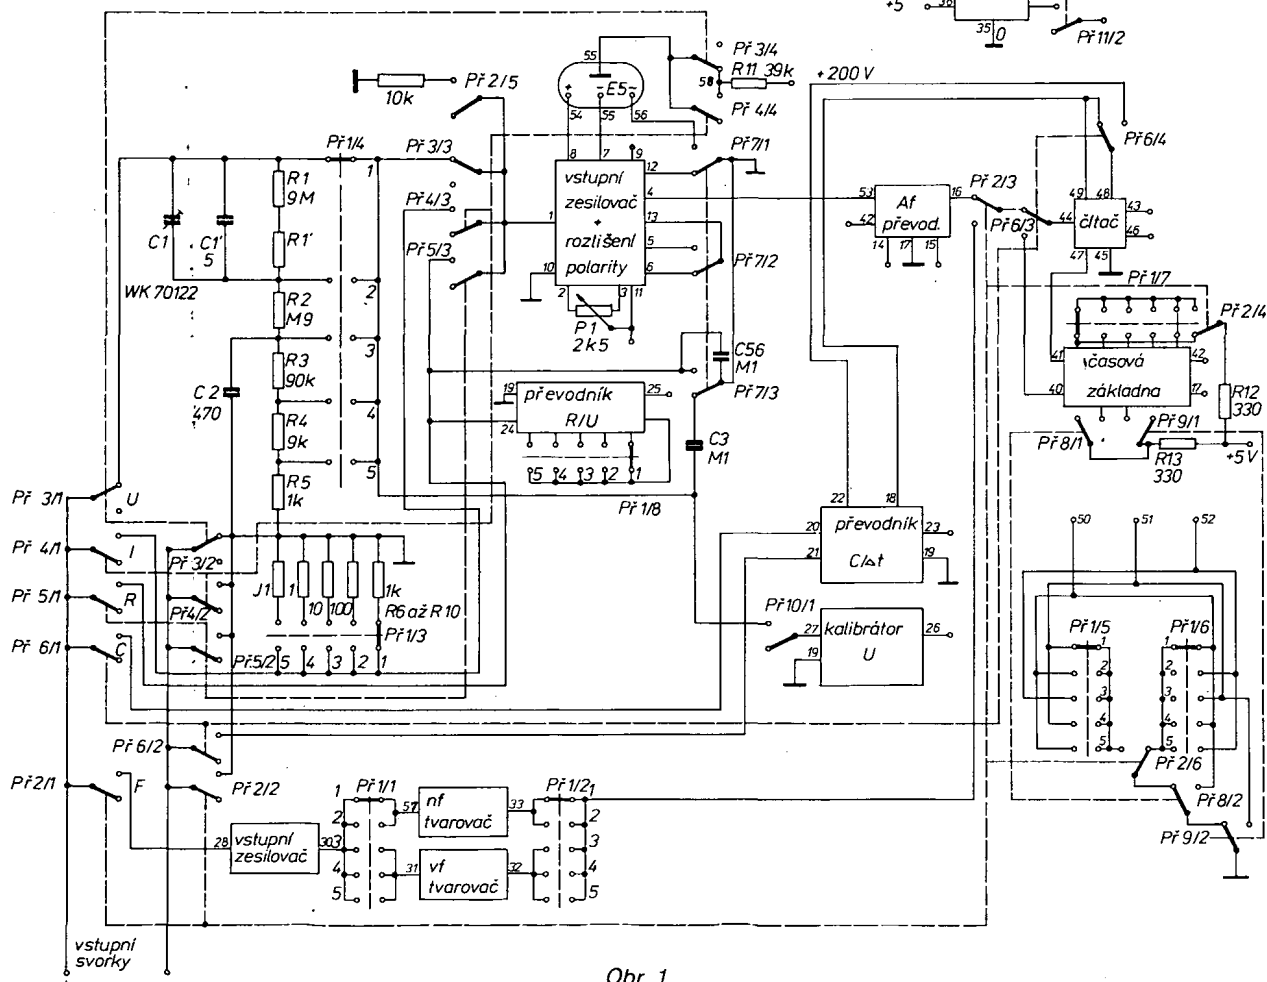 +5
36
35
0
Př 11/2
+200 V
Př 3/4
R11 39k
58
Př 4/4
Př 6/4
55
+ - E5 -
54
55
56
10k
Př 2/5
Př 1/4
Př 3/3
Př 4/3
Př 5/3
8
7
9
12
4
13
5
6
1
10
2
3
11
vstupní
zesilovač
+
rozlišení
polarity
P1
2k5
Př 7/1
Př 7/2
53
42
14
17
15
16
Af
převod.
Př 2/3
Př 6/3
49
48
44
43
46
47
45
čítač
Př 1/7
Př 2/4
41
40
42
17
časová
základna
R12
330
Př 8/1
Př 9/1
R13
330
+5 V
R1
9M
R1'
C1
C1'
5
WK 70122
R2
M9
R3
90k
R4
9k
R5
1k
C2
470
1
2
3
4
5
C56
M1
Př 7/3
C3
M1
19
24
25
převodník
R/U
5
4
3
2
1
Př 1/8
Př 3/1
U
Př 4/1
I
Př 5/1
R
Př 6/1
C
Př 3/2
Př 4/2
Př 5/2
J1
1
10
100
1k
R6 až R10
Př 1/3
5
4
3
2
1
22
18
20
21
23
19
převodník
C/Δt
Př 10/1
27
19
26
kalibrátor
U
50
51
52
Př 1/5
Př 1/6
1
2
3
4
5
1
2
3
4
5
Př 2/6
Př 8/2
Př 9/2
Př 6/2
Př 2/1
F
Př 2/2
28
vstupní
zesilovač
30
Př 1/1
1
2
3
4
5
57
nf
tvarovač
33
31
vf
tvarovač
32
Př 1/2
1
2
3
4
5
vstupní
svorky
Obr. 1